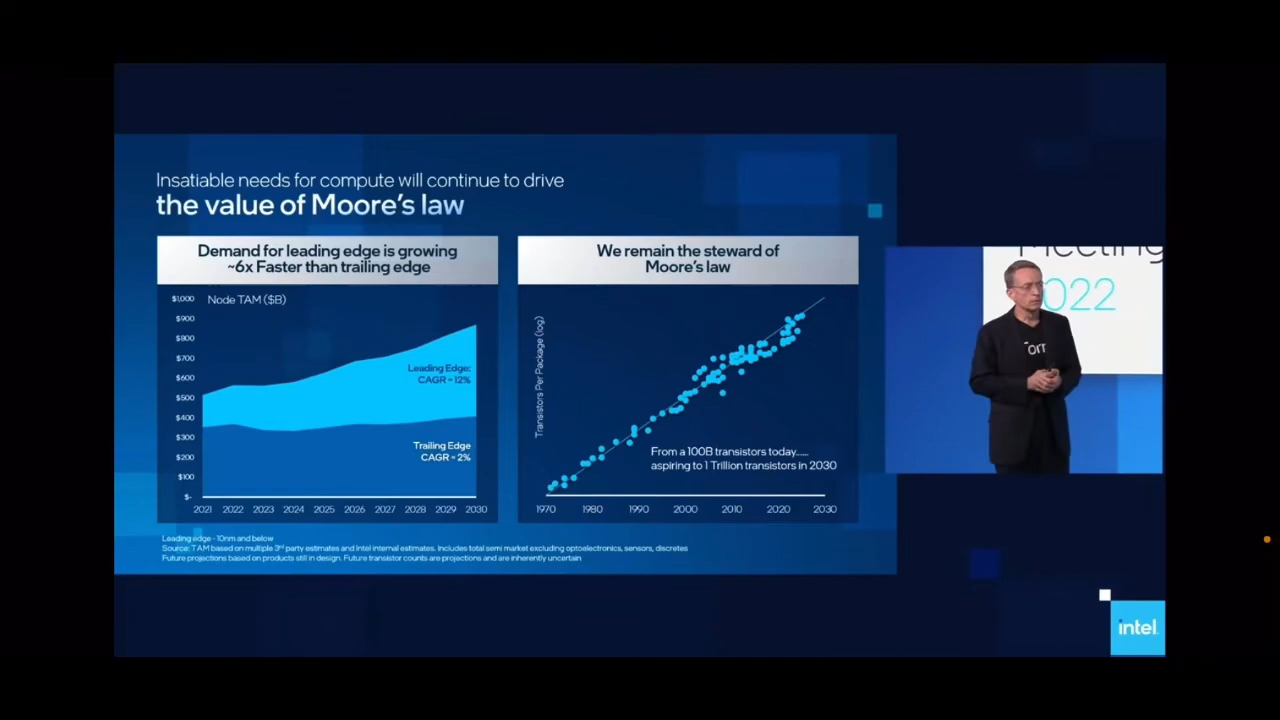 Insatiable needs for compute will continue to drive
the value of Moore's law
Demand for leading edge is growing
~6x Faster than trailing edge
Node TAM ($B)
$1,000
$900
$800
$700
$600
$500
$400
$300
$200
$100
$-
Leading Edge:
CAGR = 12%
Trailing Edge
CAGR = 2%
2021 2022 2023 2024 2025 2026 2027 2028 2029 2030
We remain the steward of
Moore's law
Transistors Per Package (log)
From a 100B transistors today.....
aspiring to 1 Trillion transistors in 2030
1970 1980 1990 2000 2010 2020 2030
Leading edge - 10nm and below
Source: TAM based on multiple 3rd party estimates and Intel internal estimates. Includes total semi market excluding optoelectronics, sensors, discretes
Future projections based on products still in design. Future transistor counts are projections and are inherently uncertain
Meeting
2022
intel.